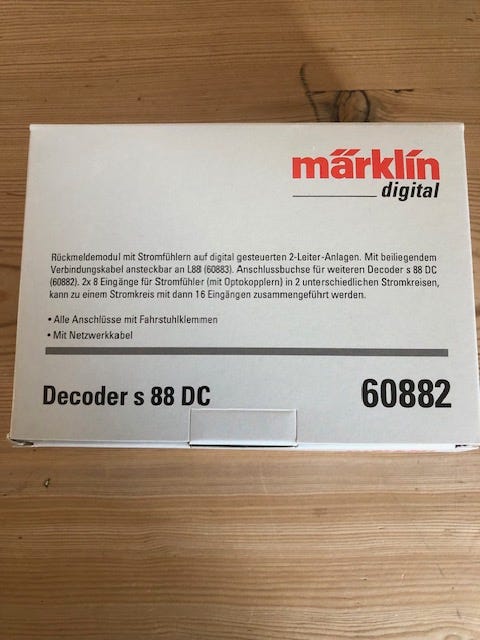 märklín
digital
Rückmeldemodul mit Stromfühlern auf digital gesteuerten 2-Leiter-Anlagen. Mit beiliegendem
Verbindungskabel ansteckbar an L88 (60883). Anschlussbuchse für weiteren Decoder s 88 DC
(60882). 2x 8 Eingänge für Stromfühler (mit Optokopplern) in 2 unterschiedlichen Stromkreisen,
kann zu einem Stromkreis mit dann 16 Eingängen zusammengeführt werden.
• Alle Anschlüsse mit Fahrstuhlklemmen
• Mit Netzwerkkabel
Decoder s 88 DC 60882